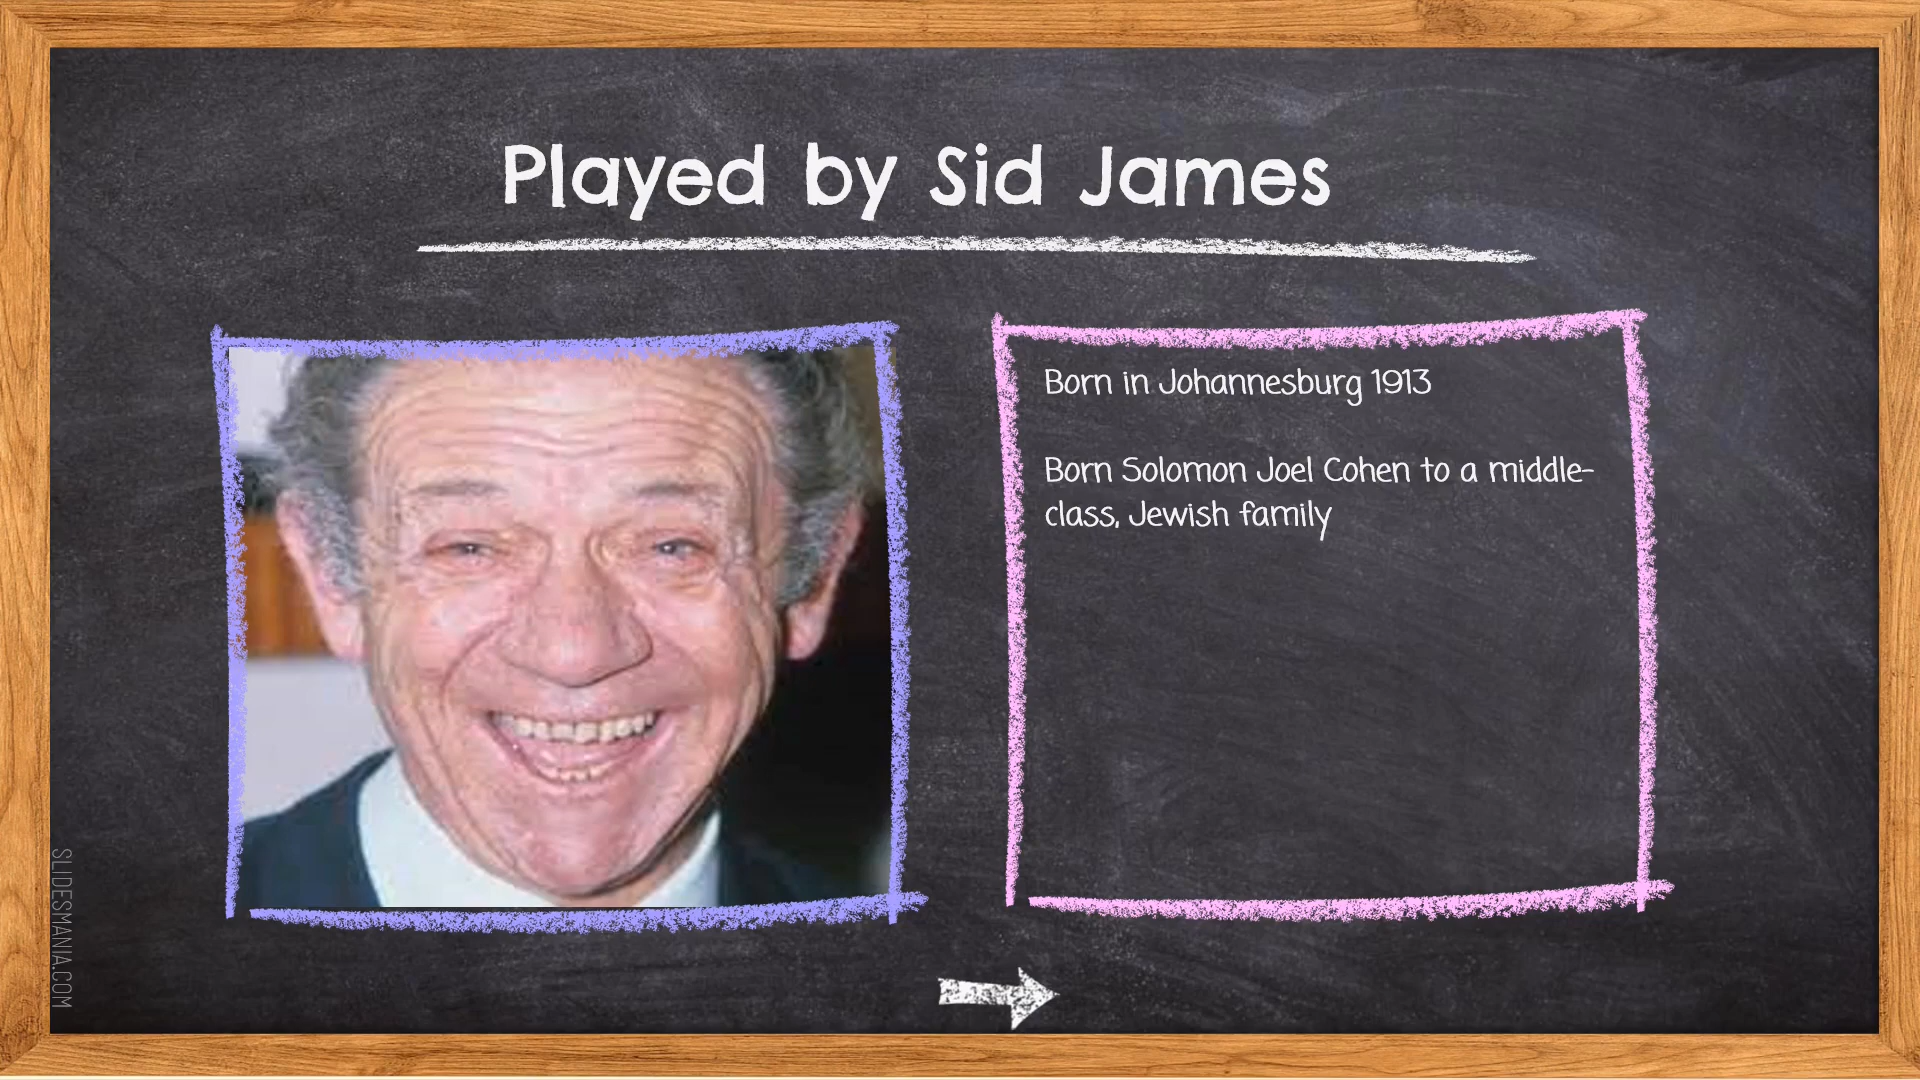 Played by Sid James
Born in Johannesburg 1913
Born Solomon Joel Cohen to a middle-
class, Jewish family
SLIDESMANIA.COM